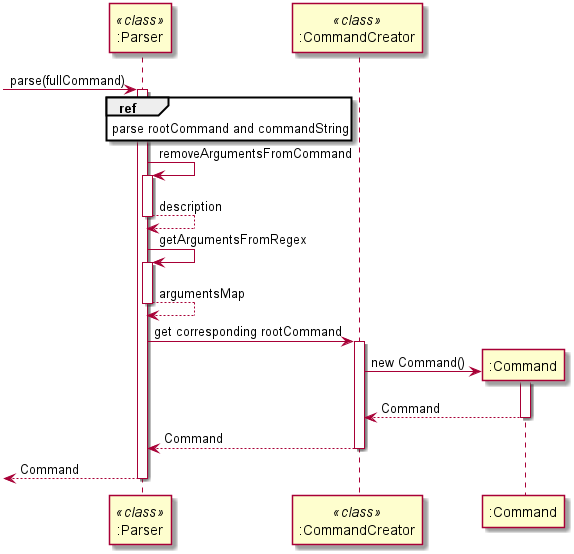 «class»
:Parser
«class»
:CommandCreator
parse(fullCommand)
ref
parse rootCommand and commandString
removeArgumentsFromCommand
description
getArgumentsFromRegex
argumentsMap
get corresponding rootCommand
new Command()
:Command
Command
Command
Command
«class»
:Parser
«class»
:CommandCreator
:Command